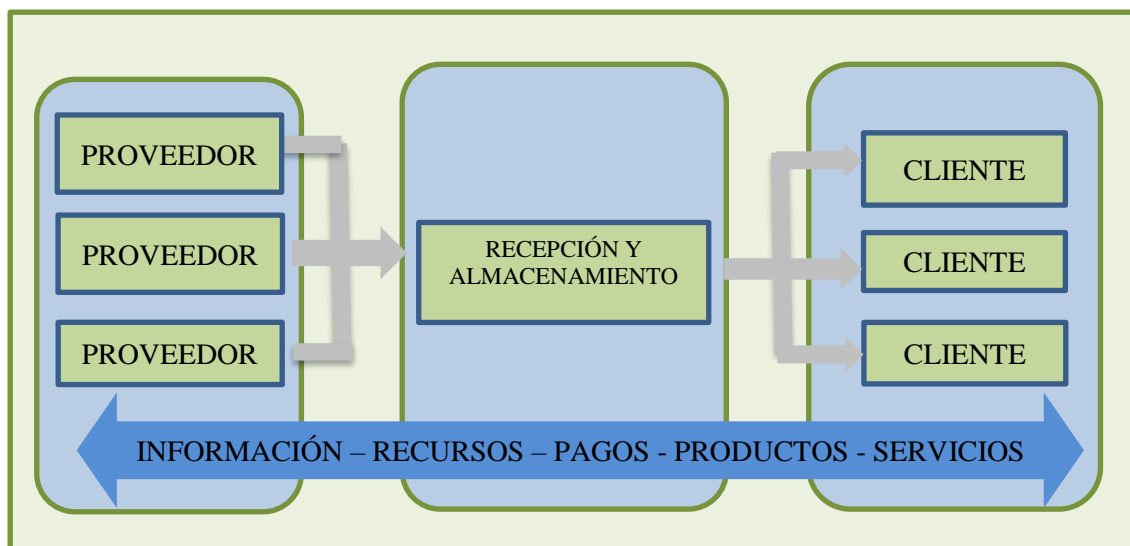 PROVEEDOR
PROVEEDOR
PROVEEDOR
RECEPCIÓN Y
ALMACENAMIENTO
CLIENTE
CLIENTE
CLIENTE
INFORMACIÓN – RECURSOS – PAGOS - PRODUCTOS - SERVICIOS